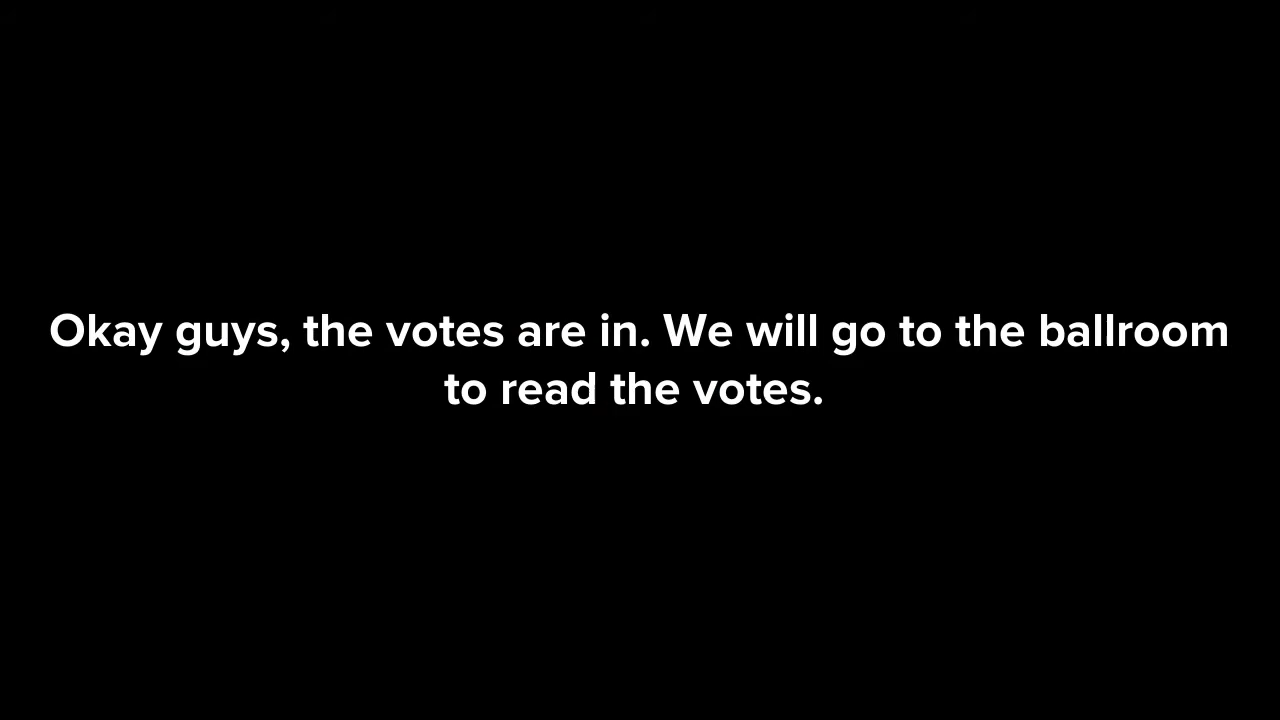 Okay guys, the votes are in. We will go to the ballroom
to read the votes.